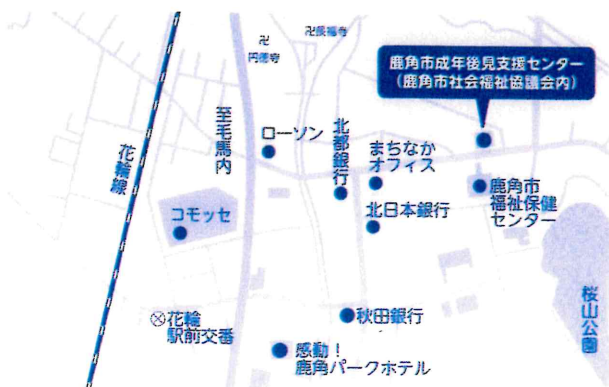 卍長福寺
卍
円徳寺
鹿角市成年後見支援センター
(鹿角市社会福祉協議会内)
至毛馬内
花輪線
ローソン
北都銀行
まちなか
オフィス
鹿角市
福祉保健
センター
コモッセ
北日本銀行
桜山公園
花輪
駅前交番
秋田銀行
感動!
鹿角パークホテル